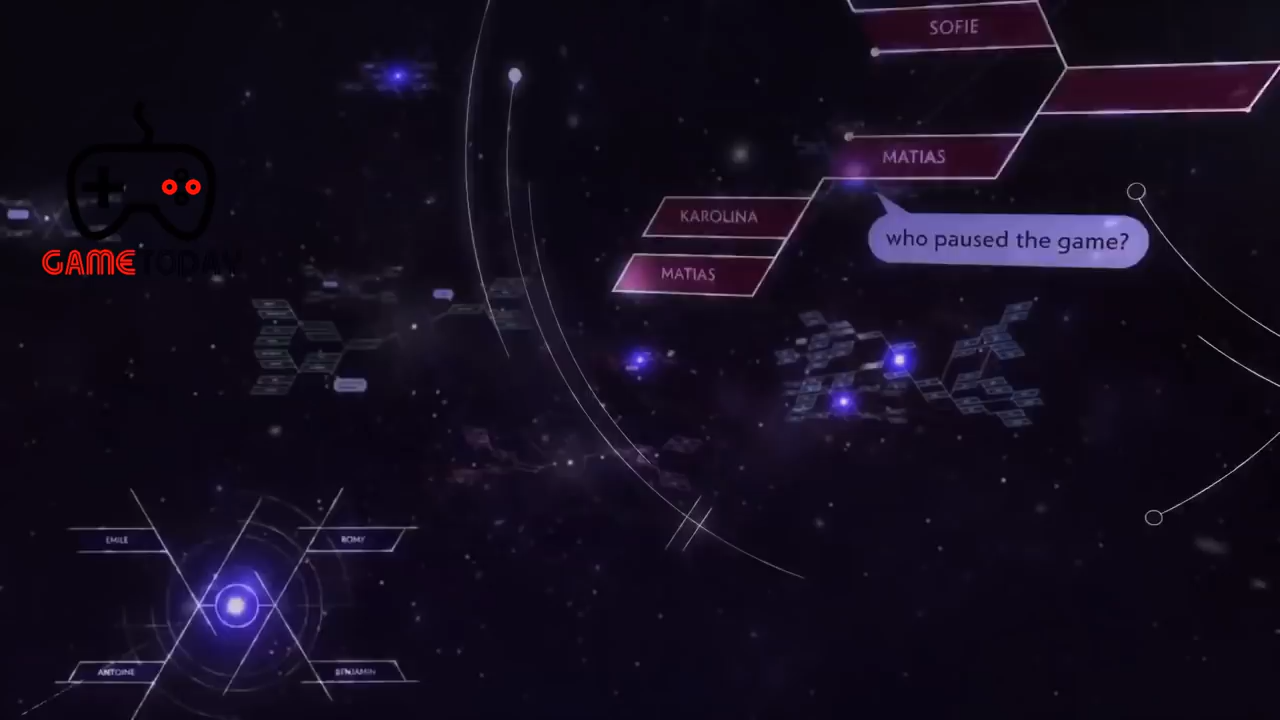 SOFIE
MATIAS
KAROLINA
who paused the game?
MATIAS
GAMETODAY
EMILE
ROMY
ANTOINE
BENJAMIN